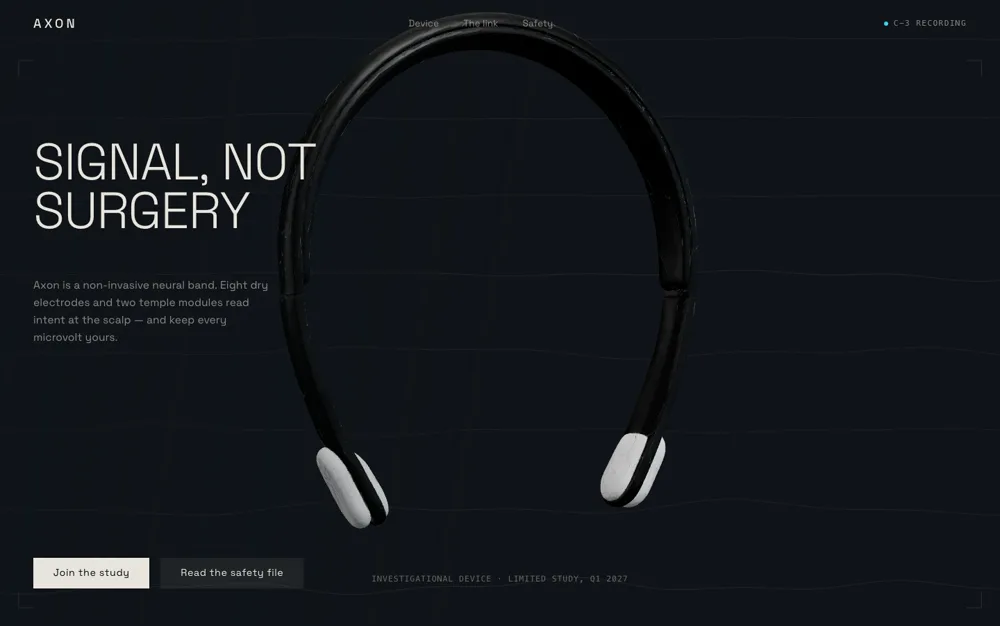 AXON
Device The link Safety
C–3 RECORDING
SIGNAL, NOT
SURGERY
Axon is a non-invasive neural band. Eight dry
electrodes and two temple modules read
intent at the scalp — and keep every
microvolt yours.
Join the study
Read the safety file
INVESTIGATIONAL DEVICE · LIMITED STUDY, Q1 2027